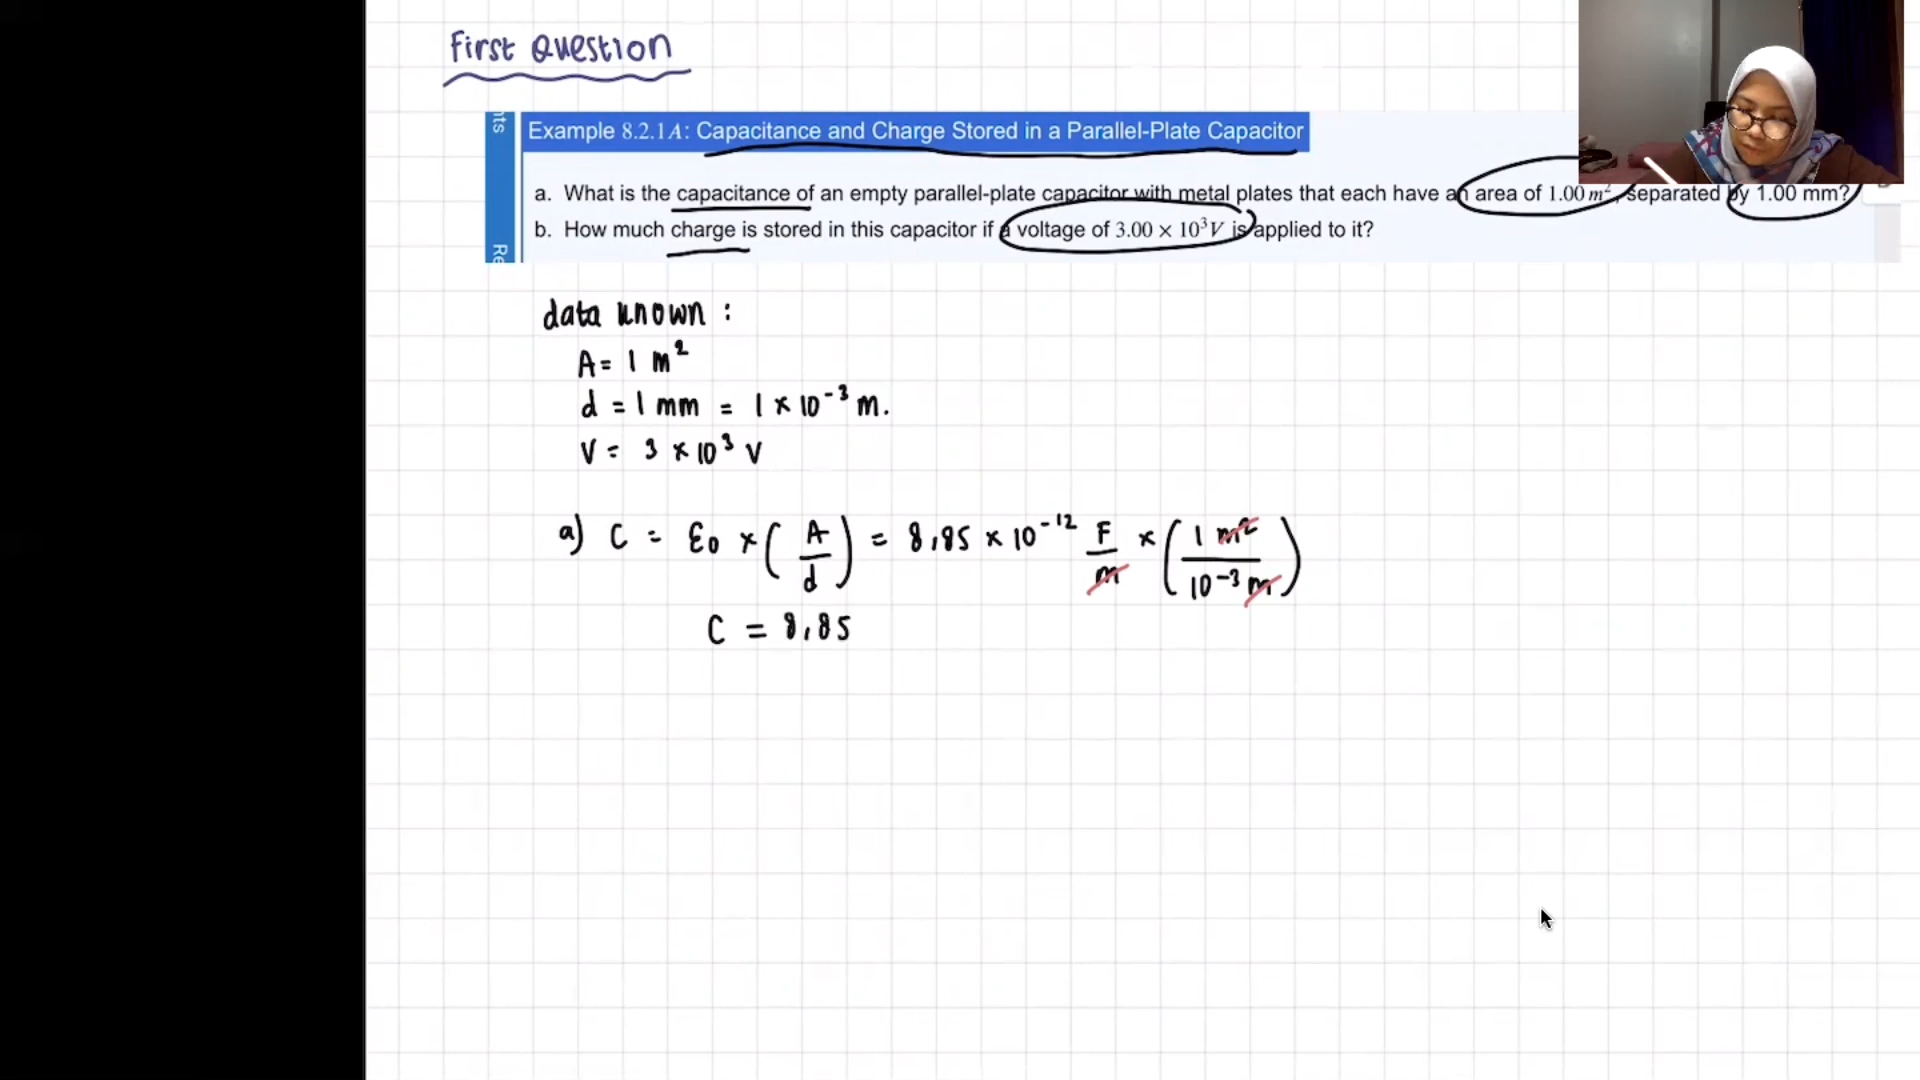 First Question
nts
Example 8.2.1A: Capacitance and Charge Stored in a Parallel-Plate Capacitor
a. What is the capacitance of an empty parallel-plate capacitor with metal plates that each have an area of 1.00 m², separated by 1.00 mm?
b. How much charge is stored in this capacitor if a voltage of 3.00 × 10³V is applied to it?
Re
data known :
A = 1 m²
d = 1 mm = 1 × 10⁻³ m.
V = 3 × 10³ V
a) C = ε₀ × (A/d) = 8,85 × 10⁻¹² F/m × (1 m²/10⁻³ m)
C = 8,85